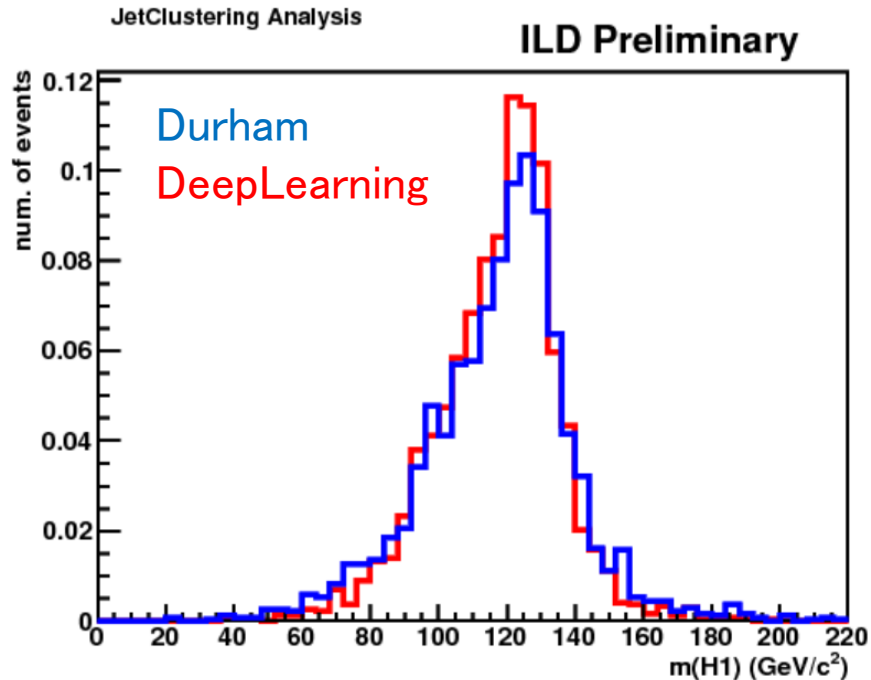 JetClustering Analysis
ILD Preliminary
num. of events
0.12
0.1
0.08
0.06
0.04
0.02
0
Durham
DeepLearning
0 20 40 60 80 100 120 140 160 180 200 220
m(H1) (GeV/c²)